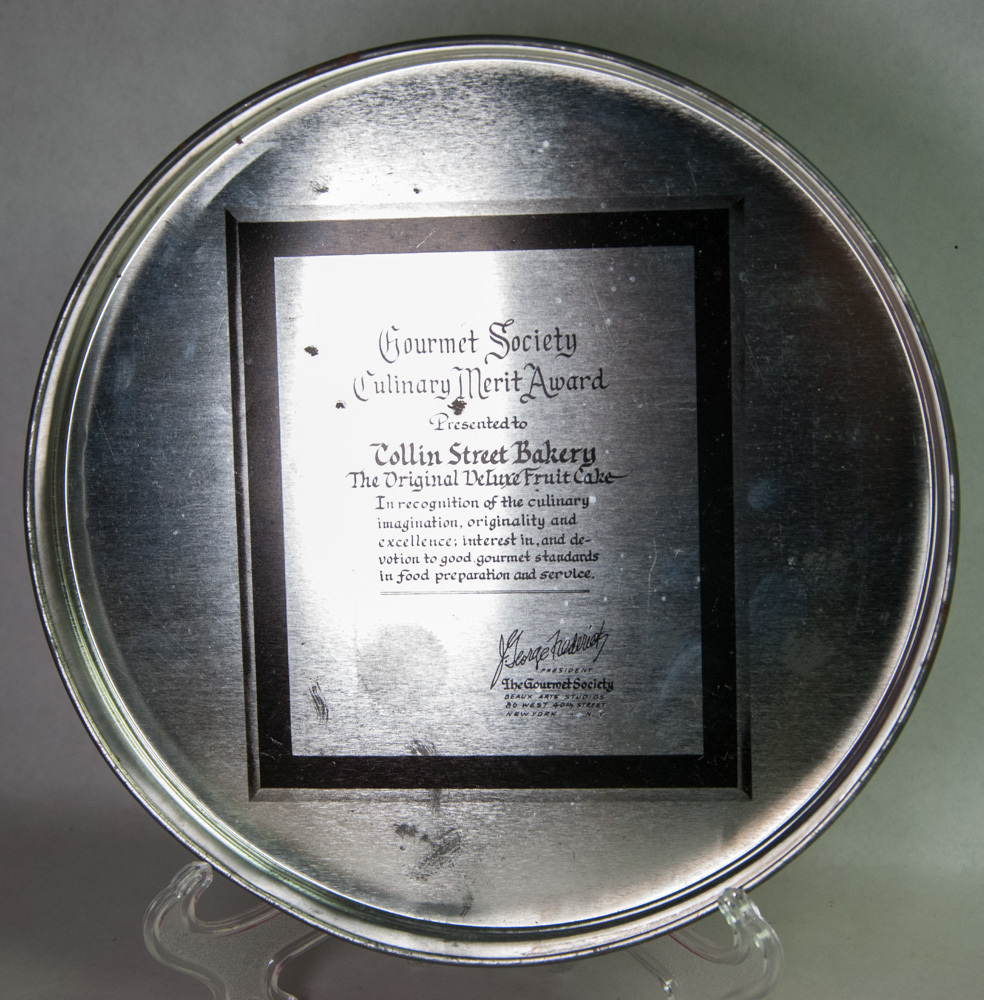 Gourmet Society
Culinary Merit Award
Presented to
Collin Street Bakery
The Original DeLuxe Fruit Cake
In recognition of the culinary
imagination, originality and
excellence; interest in, and de-
votion to good gourmet standards
in food preparation and service.
J. George Frederick
PRESIDENT
The Gourmet Society
BEAUX ARTS STUDIOS
80 WEST 40th STREET
NEW YORK N.Y.